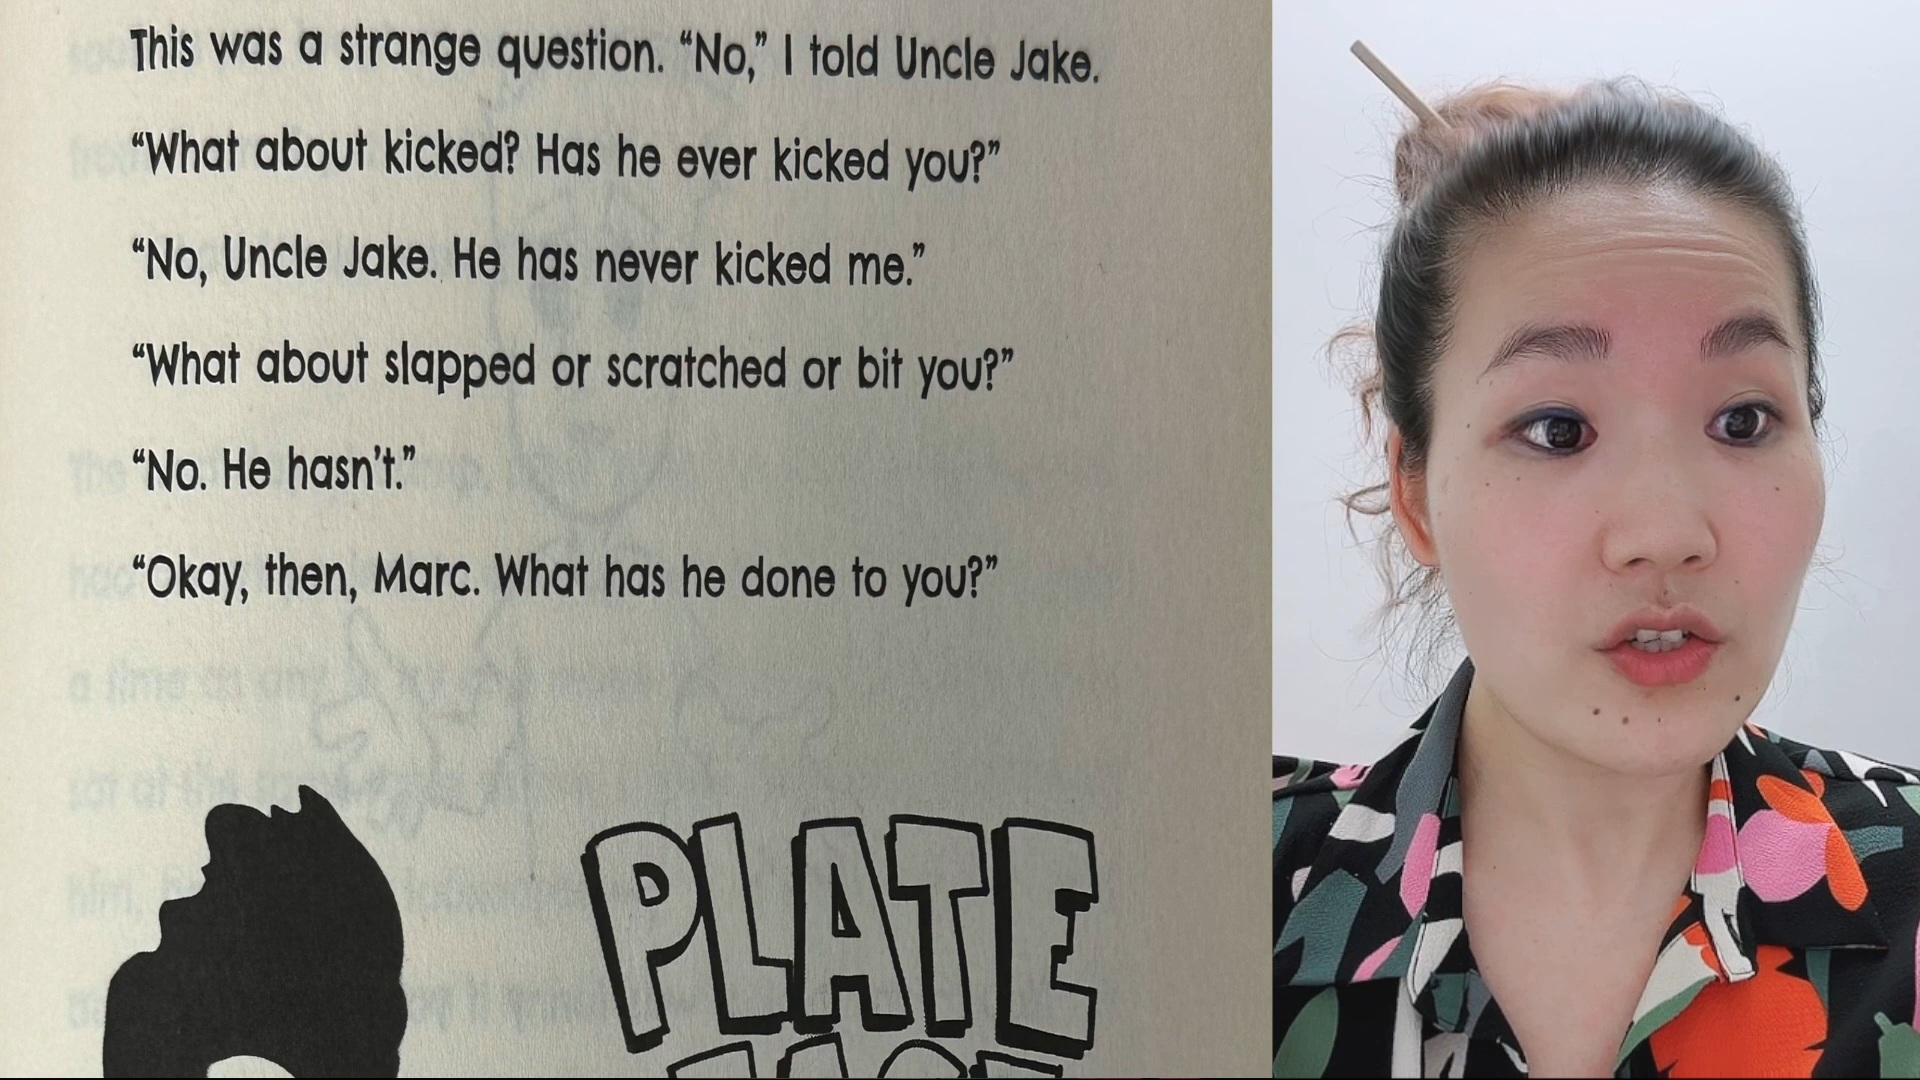 This was a strange question. “No,” I told Uncle Jake.
“What about kicked? Has he ever kicked you?”
“No, Uncle Jake. He has never kicked me.”
“What about slapped or scratched or bit you?”
“No. He hasn’t.”
“Okay, then, Marc. What has he done to you?”
PLATE